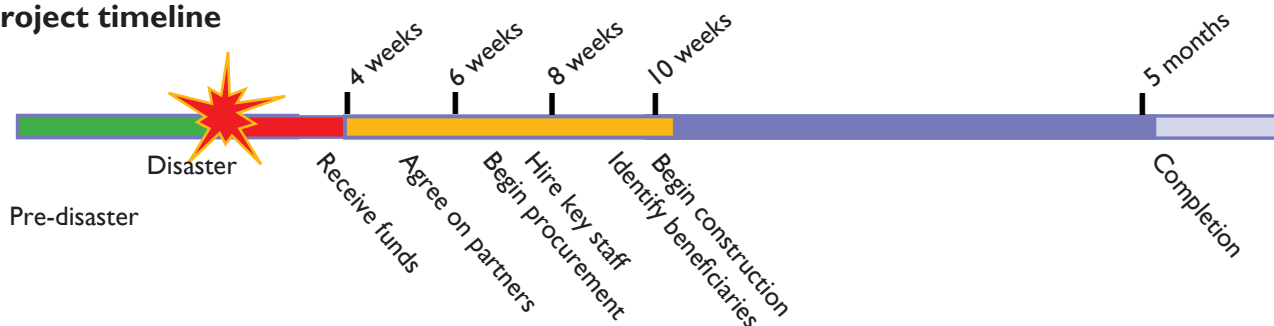 roject timeline
4 weeks
6 weeks
8 weeks
10 weeks
5 months
Disaster
Pre-disaster
Receive funds
Agree on partners
Begin procurement
Hire key staff
Identify beneficiaries
Begin construction
Completion